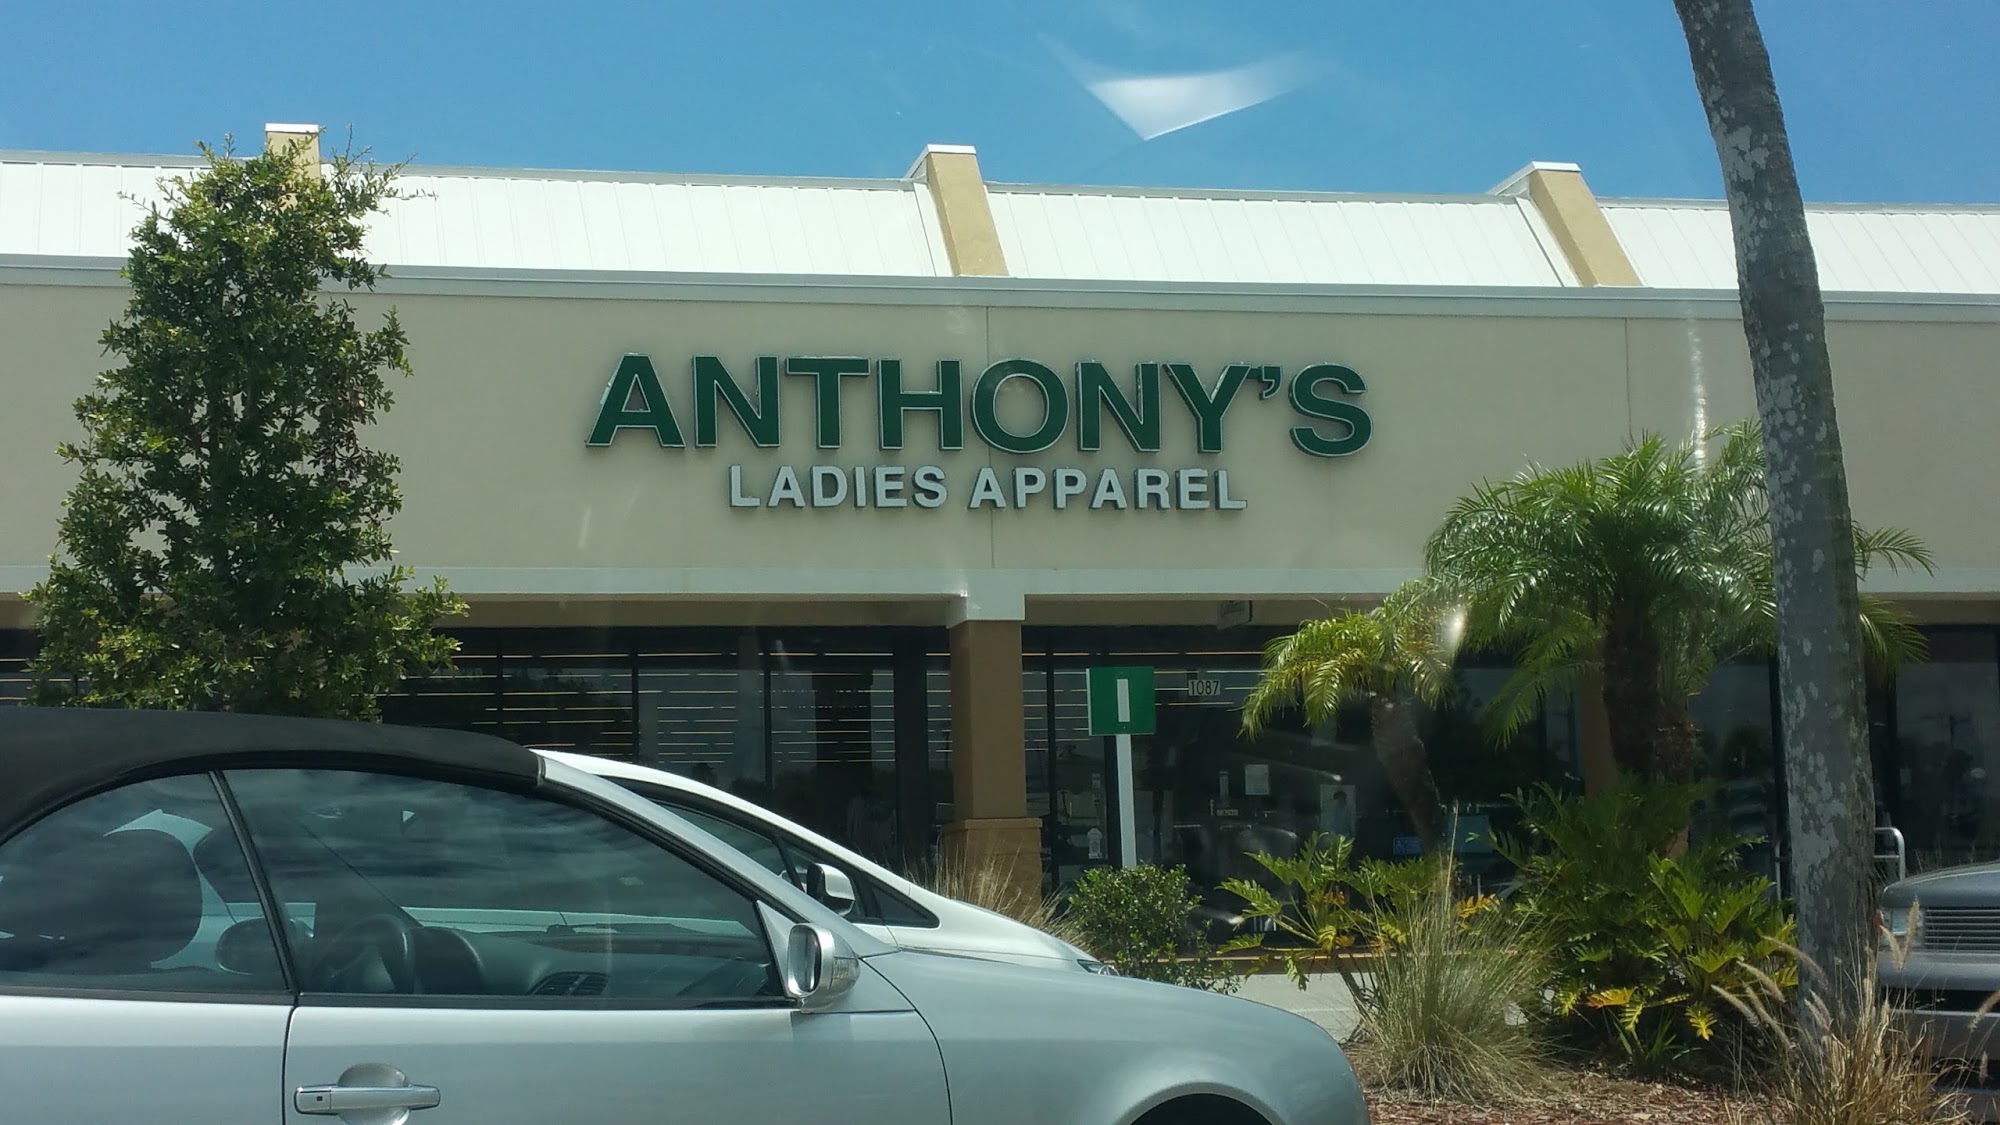 ANTHONY'S
LADIES APPAREL
I
1087